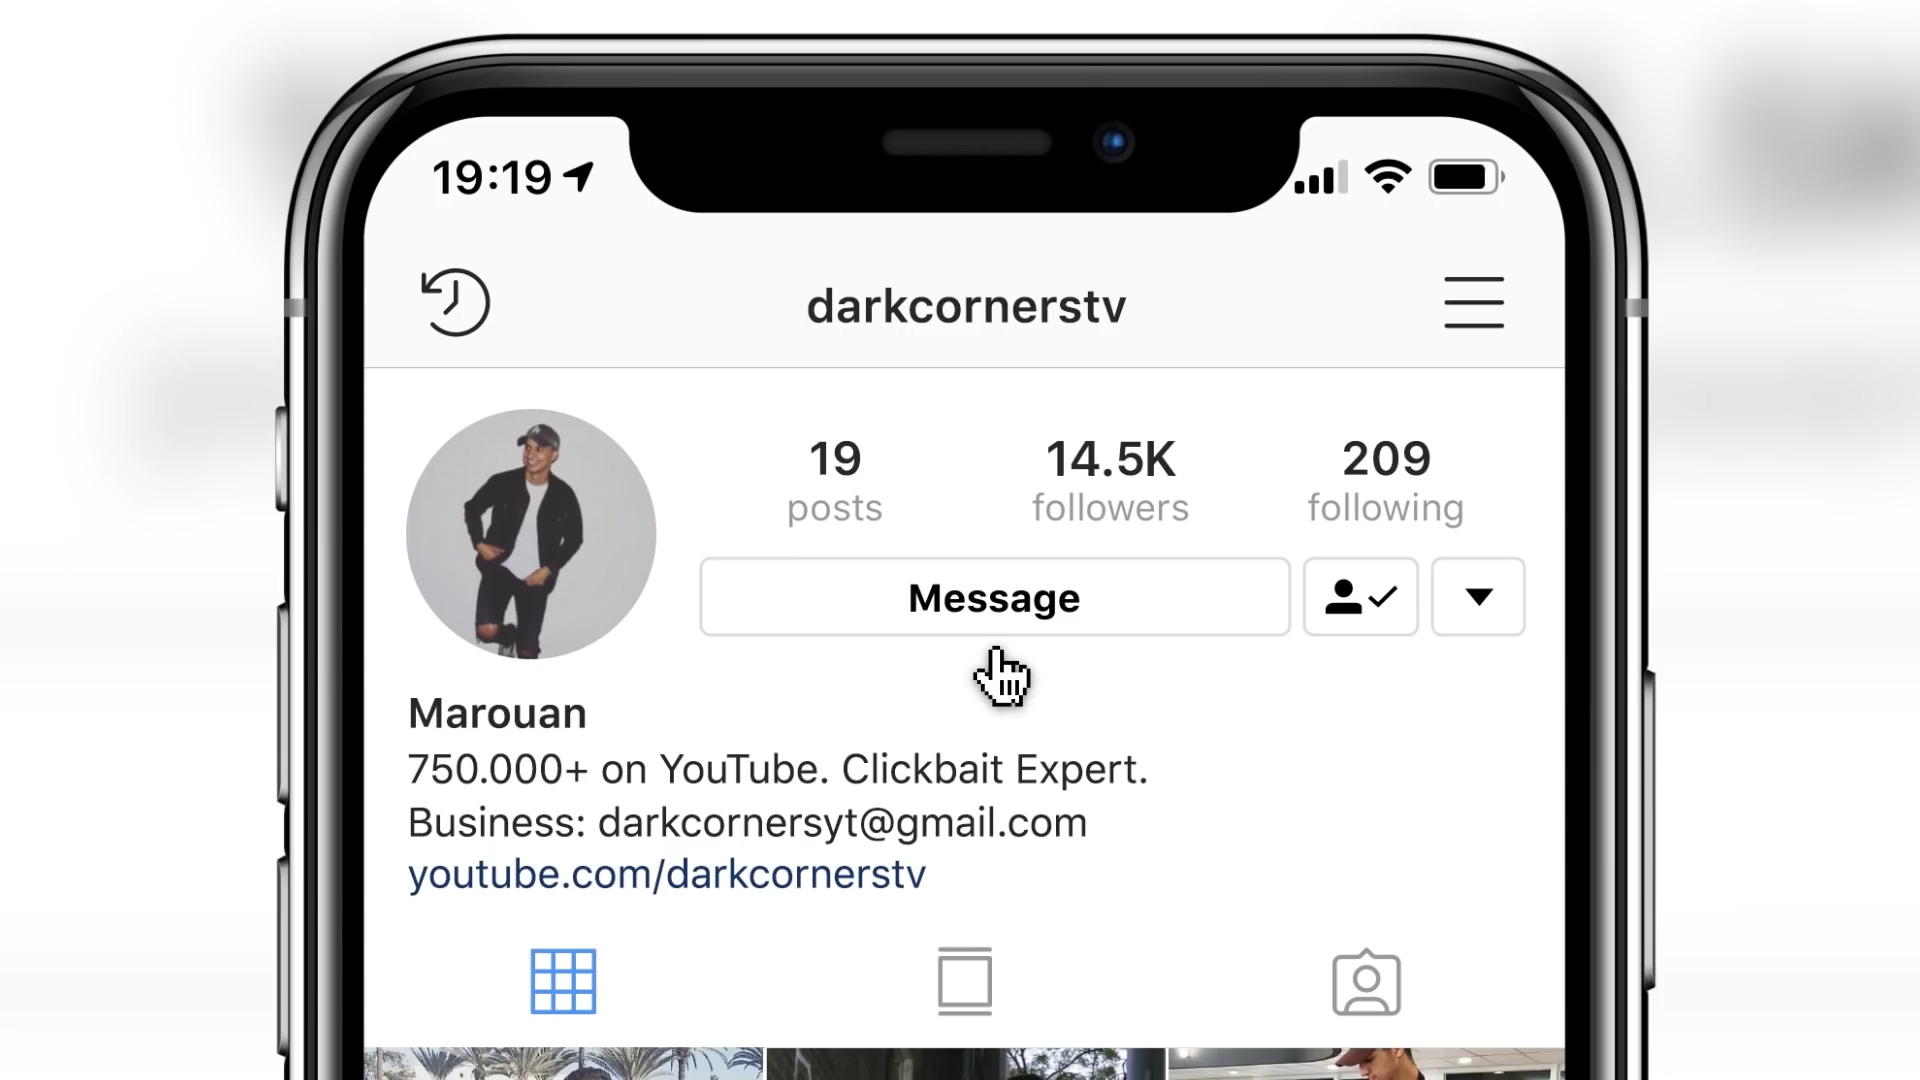 19:19
darkcornerstv
19 14.5K 209
posts followers following
Message
Marouan
750.000+ on YouTube. Clickbait Expert.
Business: darkcornersyt@gmail.com
youtube.com/darkcornerstv